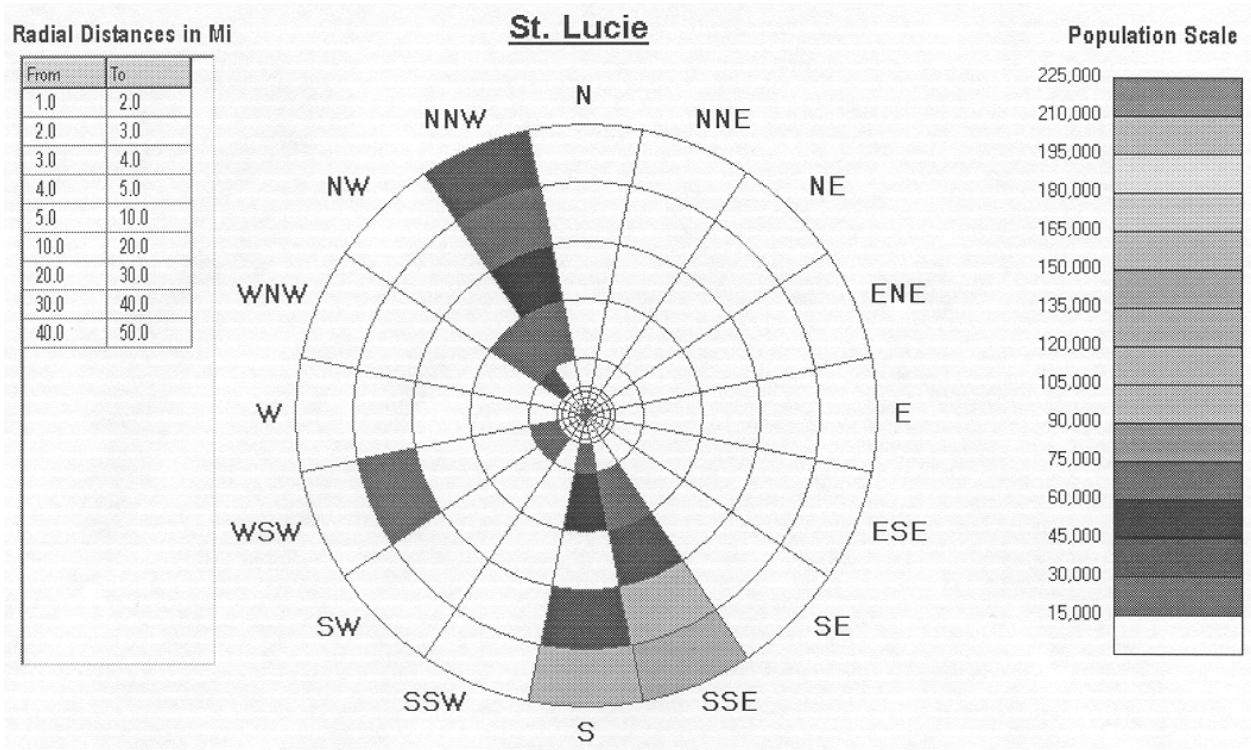 St. Lucie
Radial Distances in Mi
From To
1.0 2.0
2.0 3.0
3.0 4.0
4.0 5.0
5.0 10.0
10.0 20.0
20.0 30.0
30.0 40.0
40.0 50.0
N
NNE
NE
ENE
E
ESE
SE
SSE
S
SSW
SW
WSW
W
WNW
NW
NNW
Population Scale
225,000
210,000
195,000
180,000
165,000
150,000
135,000
120,000
105,000
90,000
75,000
60,000
45,000
30,000
15,000